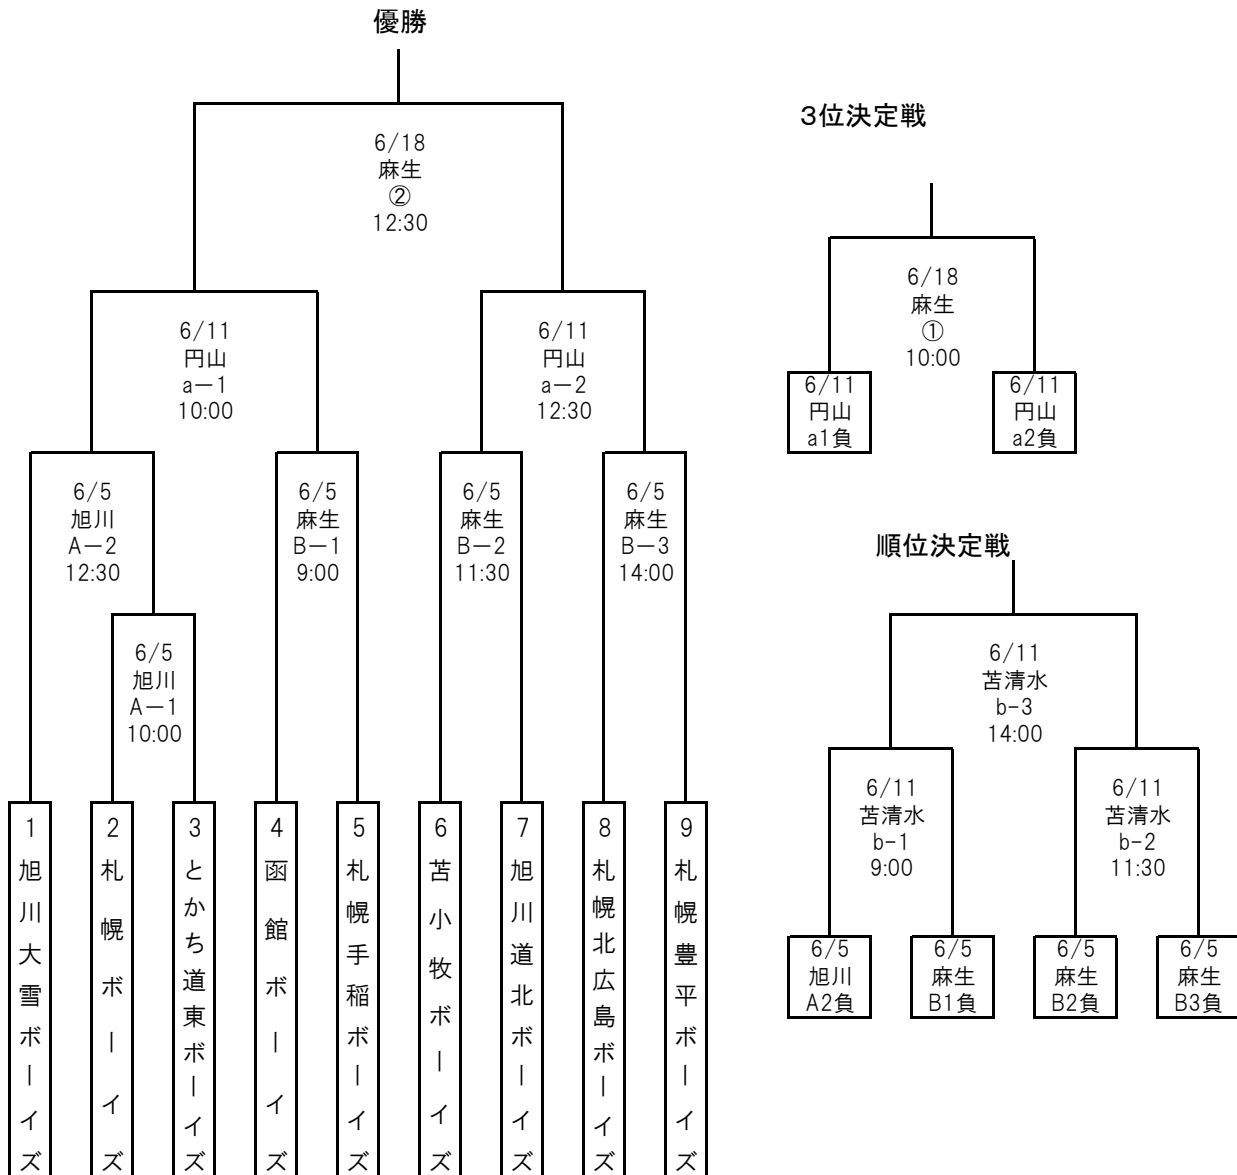 優勝
6/18
麻生
②
12:30
6/11
円山
a－1
10:00
6/11
円山
a－2
12:30
6/5
旭川
A－2
12:30
6/5
麻生
B－1
9:00
6/5
麻生
B－2
11:30
6/5
麻生
B－3
14:00
6/5
旭川
A－1
10:00
1旭川大雪ボーイズ
2札幌ボーイズ
3とかち道東ボーイズ
4函館ボーイズ
5札幌手稲ボーイズ
6苫小牧ボーイズ
7旭川道北ボーイズ
8札幌北広島ボーイズ
9札幌豊平ボーイズ
3位決定戦
6/18
麻生
①
10:00
6/11
円山
a1負
6/11
円山
a2負
順位決定戦
6/11
苫清水
b-3
14:00
6/11
苫清水
b-1
9:00
6/11
苫清水
b-2
11:30
6/5
旭川
A2負
6/5
麻生
B1負
6/5
麻生
B2負
6/5
麻生
B3負